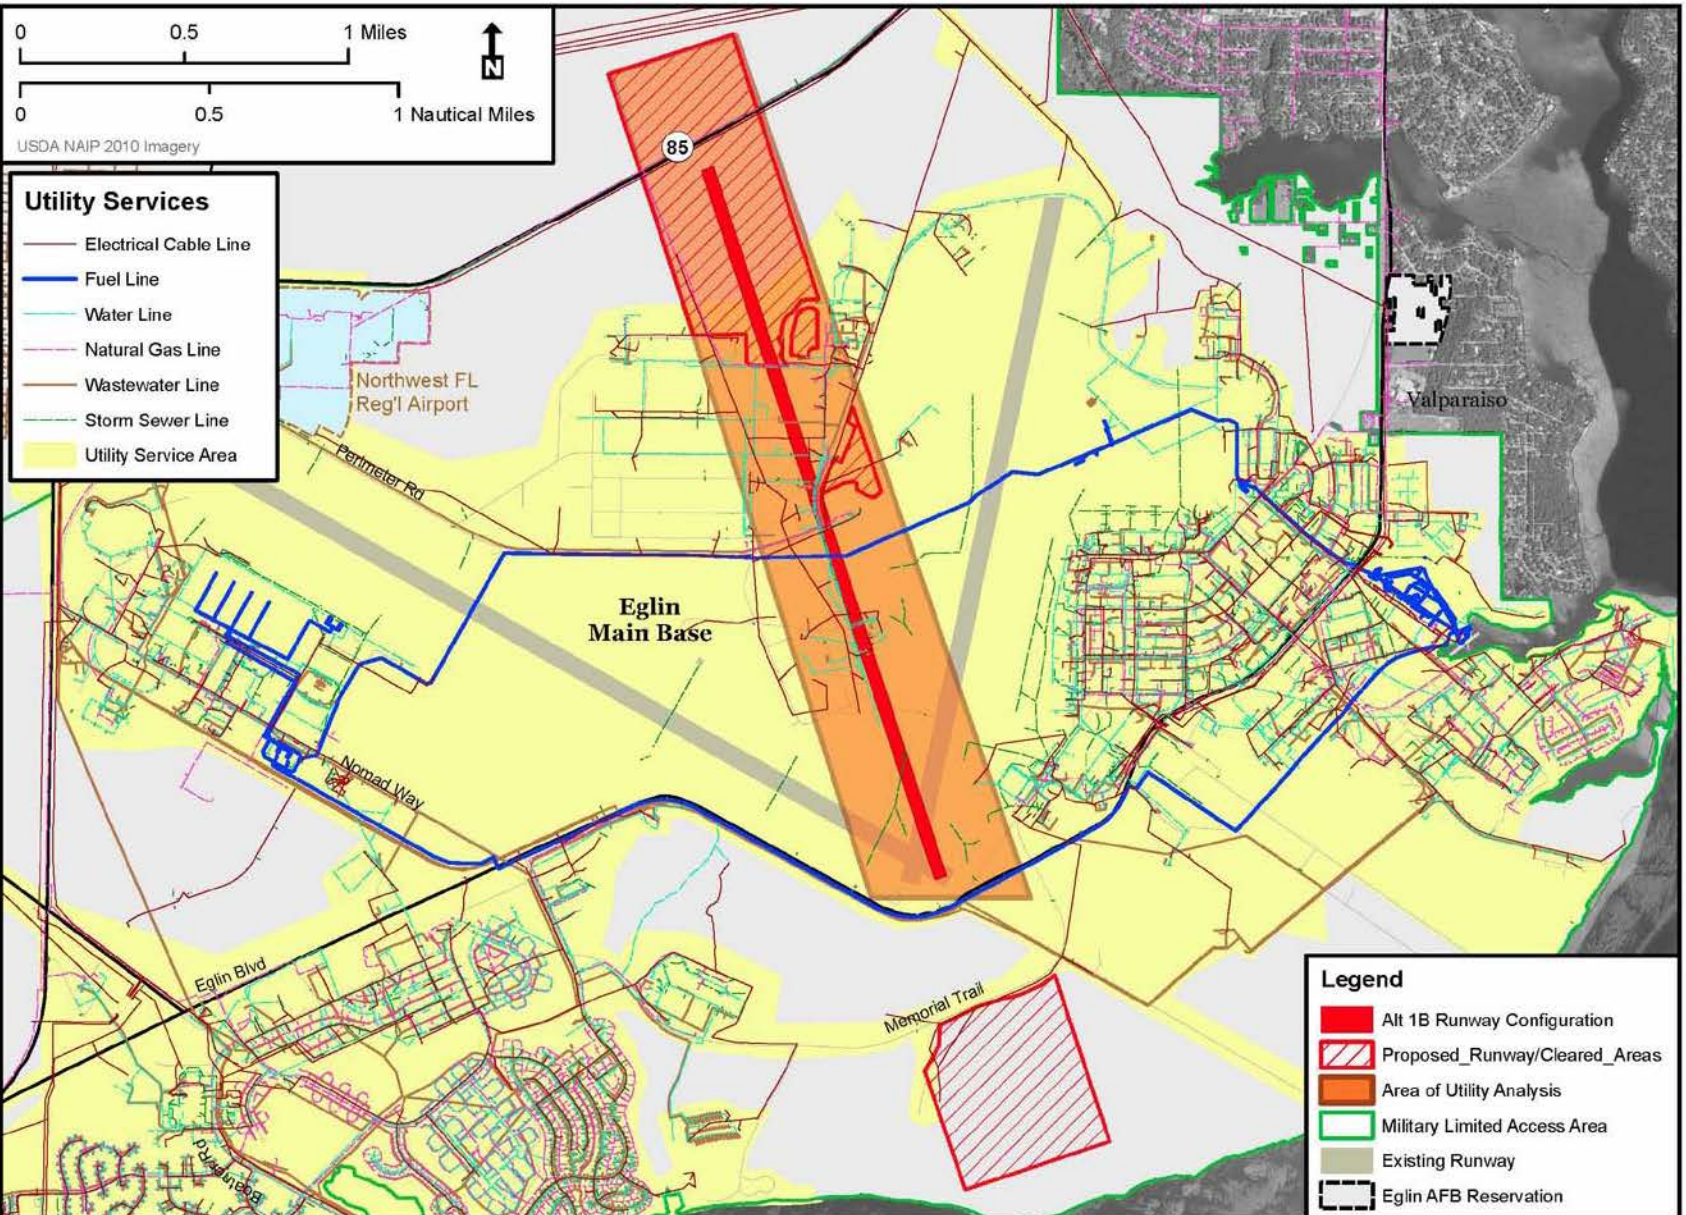 0 0.5 1 Miles
N
0 0.5 1 Nautical Miles
USDA NAIP 2010 Imagery
Utility Services
Electrical Cable Line
Fuel Line
Water Line
Natural Gas Line
Wastewater Line
Storm Sewer Line
Utility Service Area
85
Northwest FL
Reg'l Airport
Valparaiso
Perimeter Rd
Eglin
Main Base
Nomad Way
Eglin Blvd
Memorial Trail
Boatner Rd
Legend
Alt 1B Runway Configuration
Proposed_Runway/Cleared_Areas
Area of Utility Analysis
Military Limited Access Area
Existing Runway
Eglin AFB Reservation